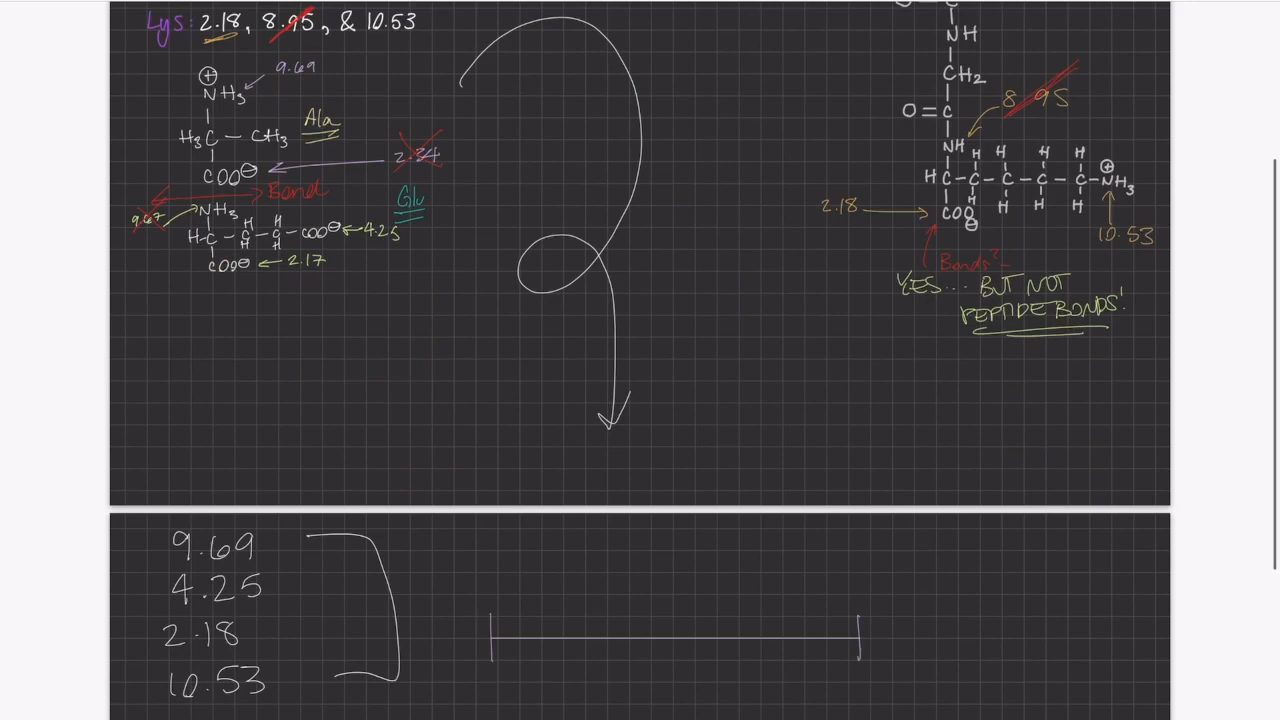 Lys: 2.18, 8.95, & 10.53
⊕
NH3 9.69
H3C — CH3 Ala
COO⊖ 2.34
Bond
9.67 NH3 Glu
H H
H-C-C-C-COO⊖ 4.25
H H
COO⊖ 2.17
C
NH
CH2
O=C 8.95
NH H H H H ⊕
HC-C-C-C-C-NH3
H H H H
2.18 COO⊖ 10.53
Bonds?
YES... BUT NOT
PEPTIDE BONDS!
9.69
4.25
2.18
10.53